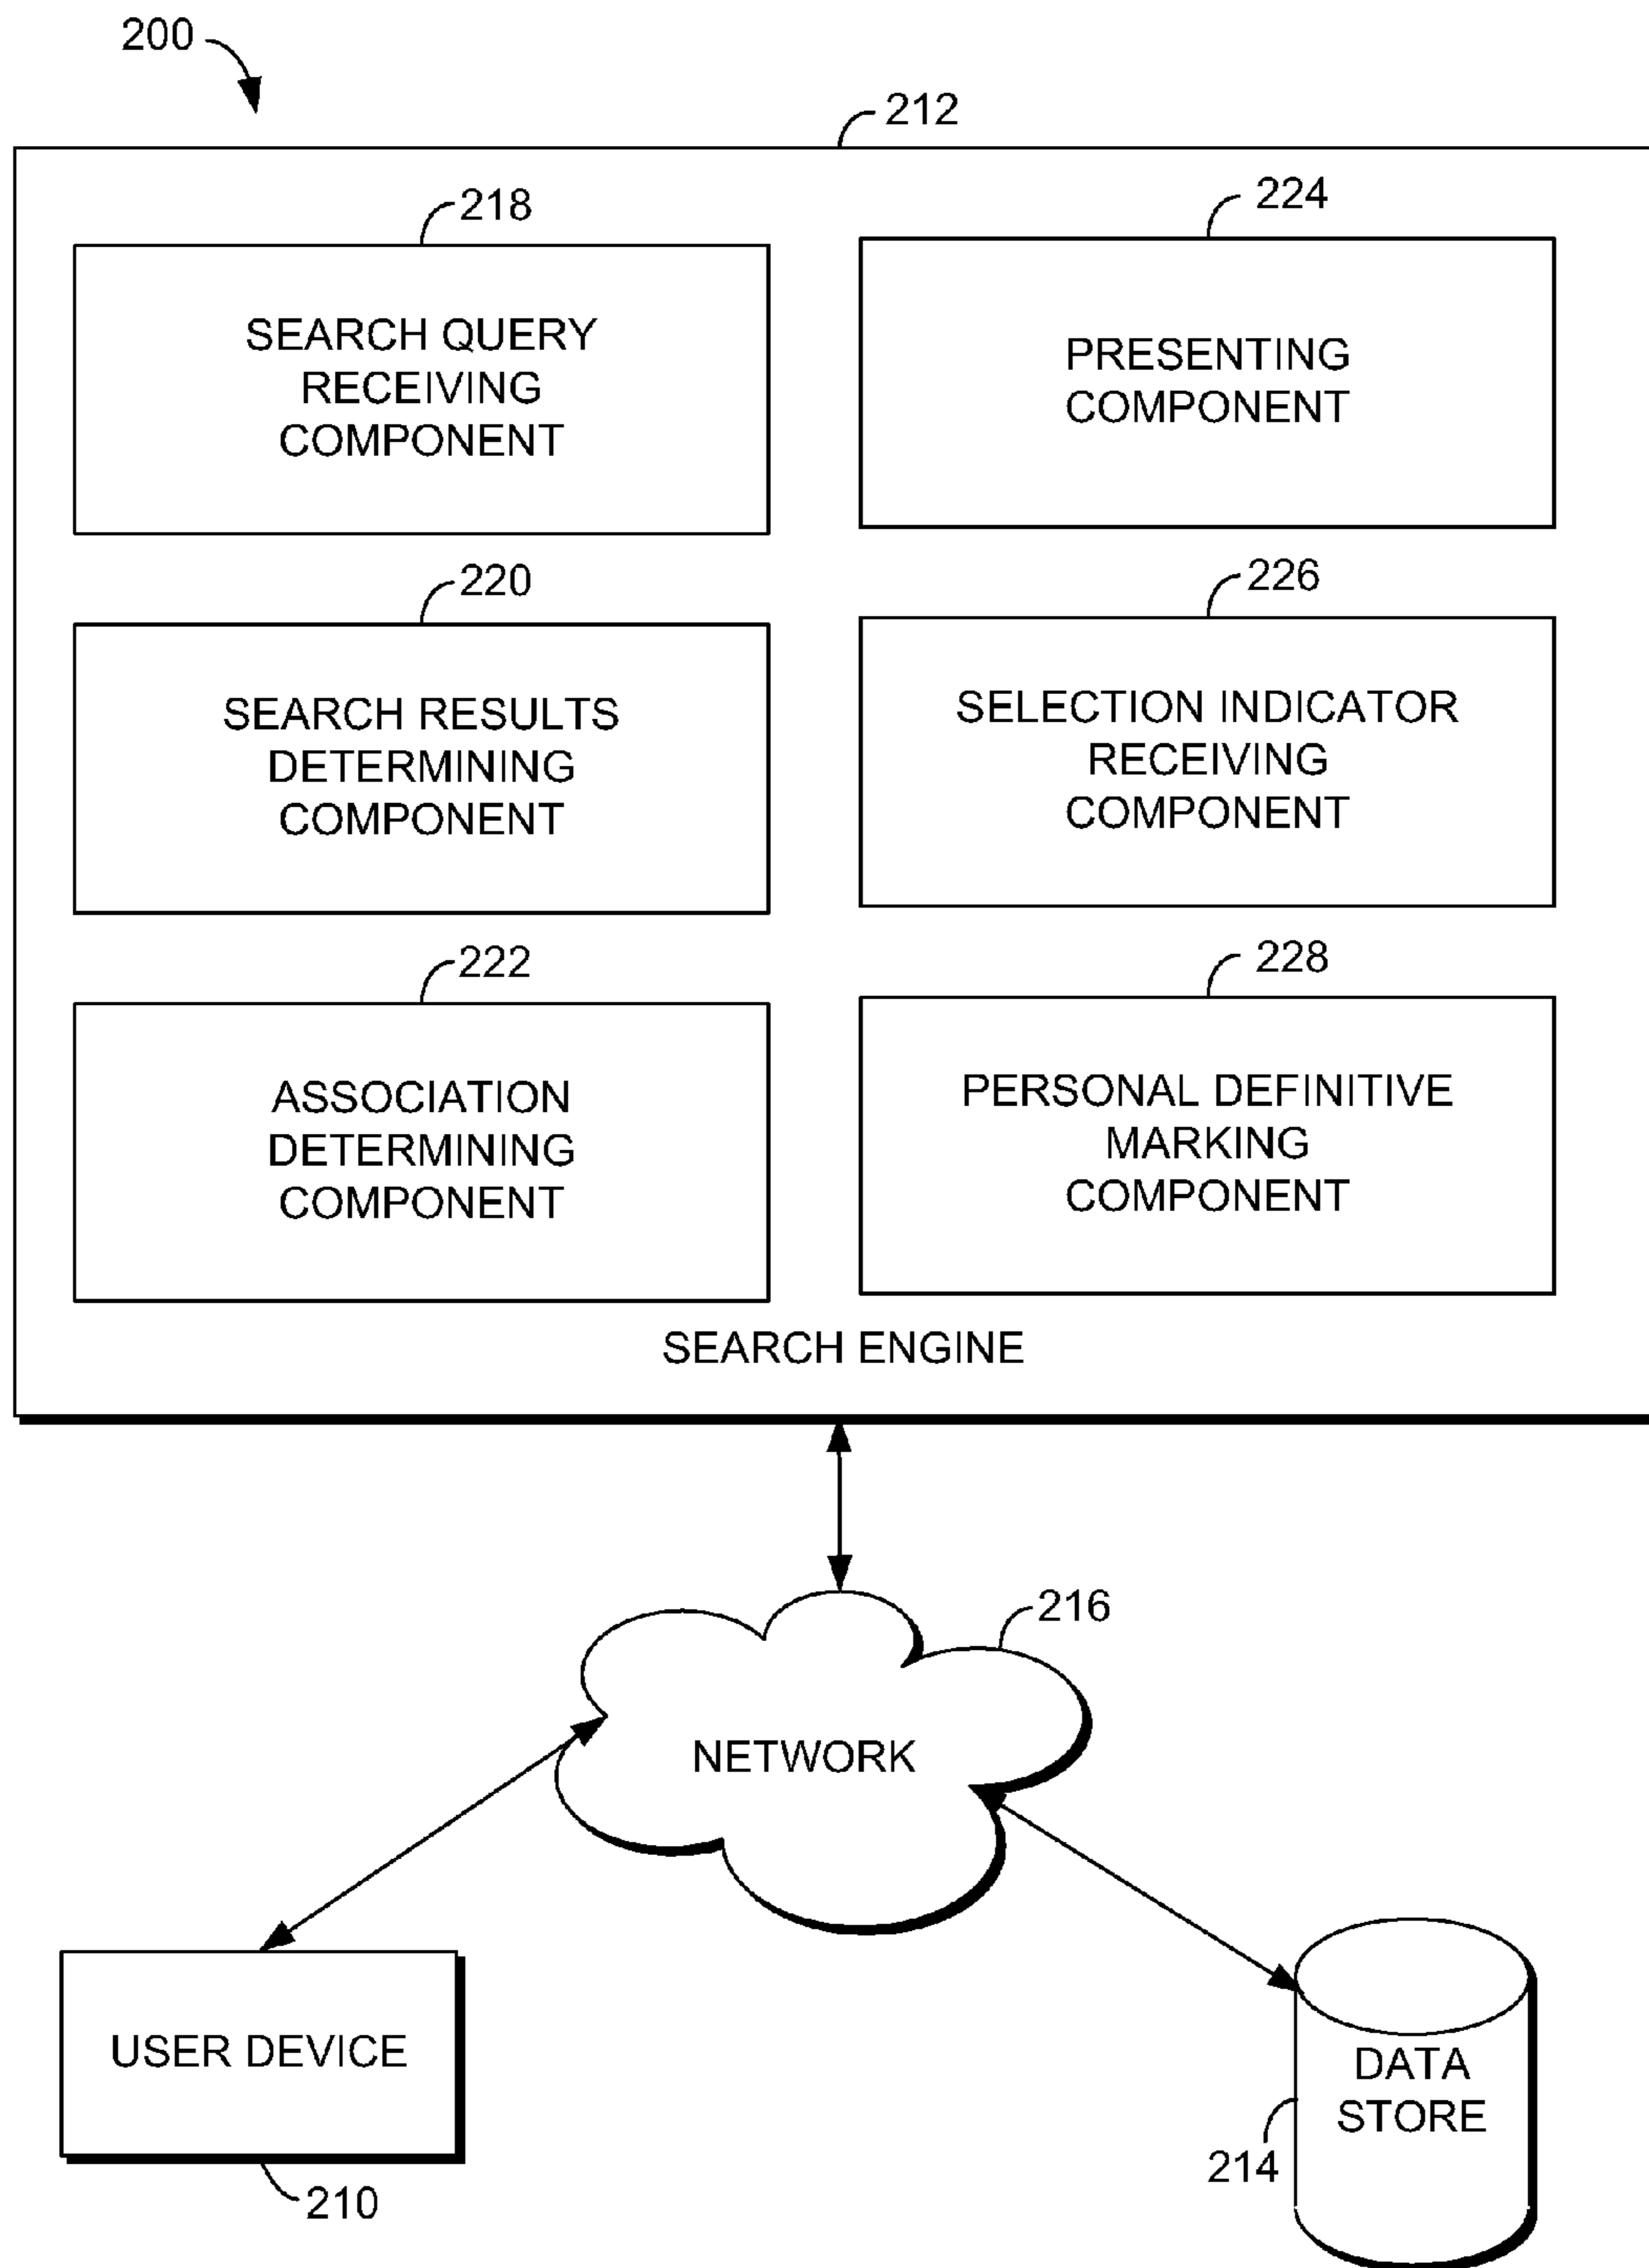 200
212
218
SEARCH QUERY
RECEIVING
COMPONENT
224
PRESENTING
COMPONENT
220
SEARCH RESULTS
DETERMINING
COMPONENT
226
SELECTION INDICATOR
RECEIVING
COMPONENT
222
ASSOCIATION
DETERMINING
COMPONENT
228
PERSONAL DEFINITIVE
MARKING
COMPONENT
SEARCH ENGINE
216
NETWORK
USER DEVICE
210
DATA
STORE
214